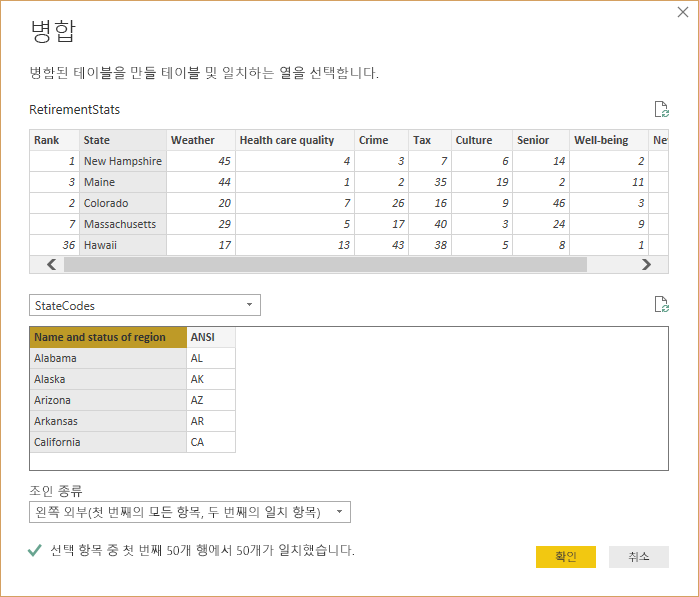 병합
병합된 테이블을 만들 테이블 및 일치하는 열을 선택합니다.
RetirementStats
Rank State Weather Health care quality Crime Tax Culture Senior Well-being Ne
1 New Hampshire 45 4 3 7 6 14 2
3 Maine 44 1 2 35 19 2 11
2 Colorado 20 7 26 16 9 46 3
7 Massachusetts 29 5 17 40 3 24 9
36 Hawaii 17 13 43 38 5 8 1
StateCodes
Name and status of region ANSI
Alabama AL
Alaska AK
Arizona AZ
Arkansas AR
California CA
조인 종류
왼쪽 외부(첫 번째의 모든 항목, 두 번째의 일치 항목)
선택 항목 중 첫 번째 50개 행에서 50개가 일치했습니다.
확인 취소